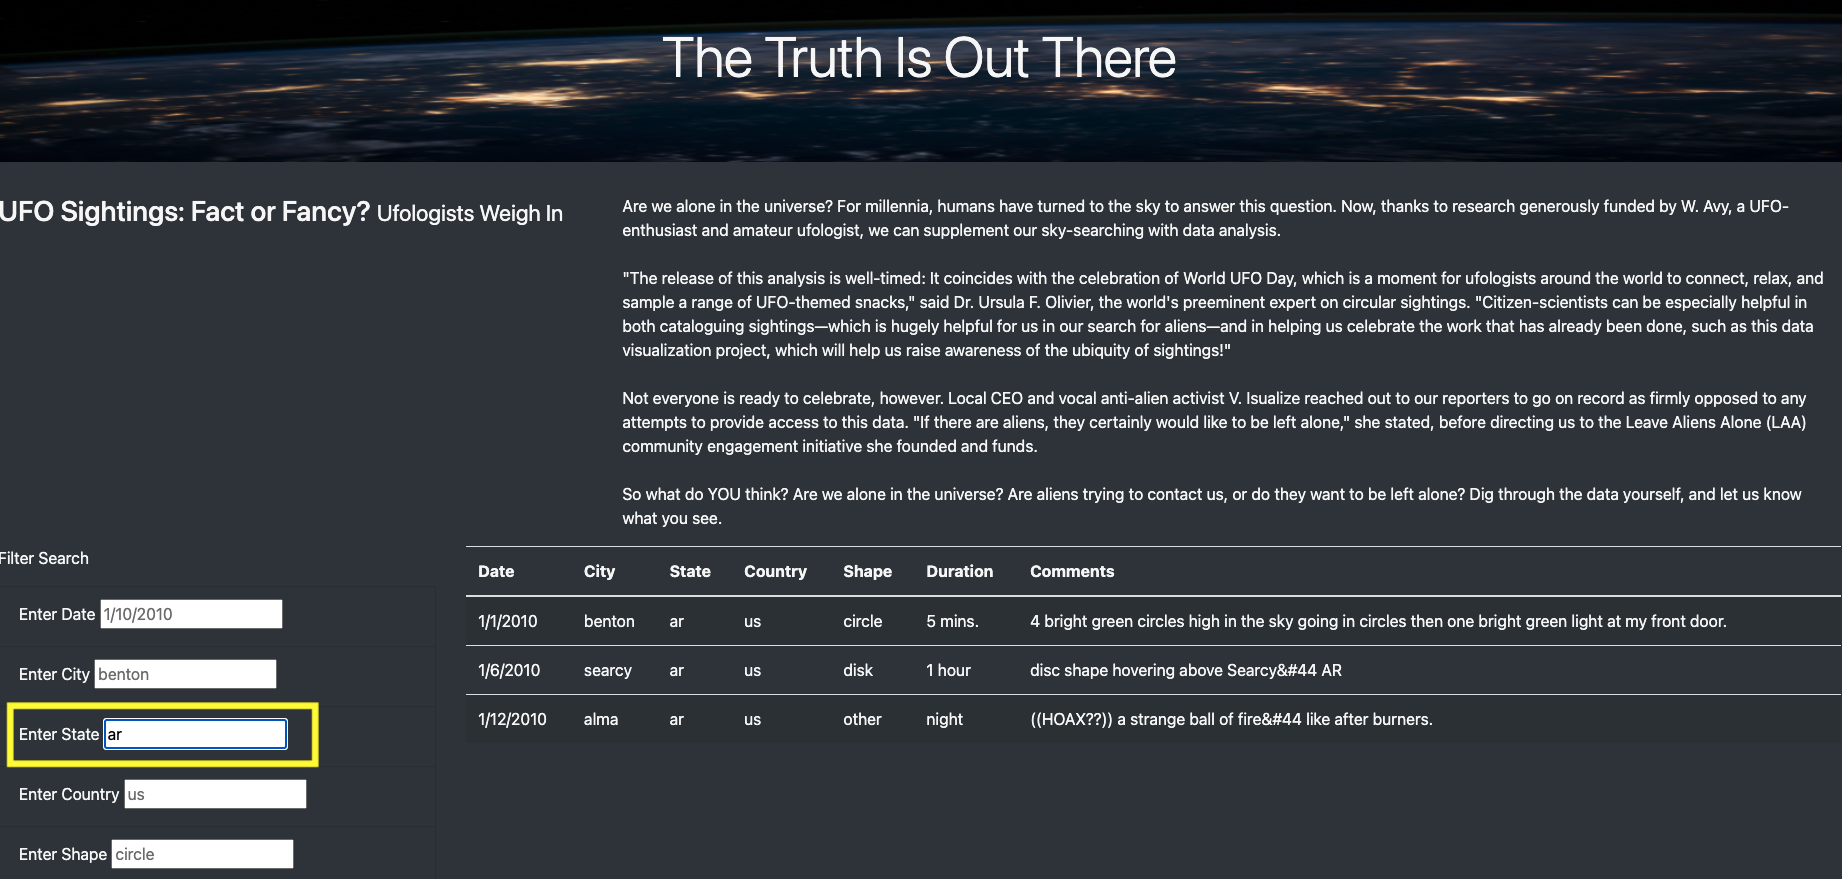 The Truth Is Out There
UFO Sightings: Fact or Fancy? Ufologists Weigh In
Are we alone in the universe? For millennia, humans have turned to the sky to answer this question. Now, thanks to research generously funded by W. Avy, a UFO-
enthusiast and amateur ufologist, we can supplement our sky-searching with data analysis.
"The release of this analysis is well-timed: It coincides with the celebration of World UFO Day, which is a moment for ufologists around the world to connect, relax, and
sample a range of UFO-themed snacks," said Dr. Ursula F. Olivier, the world's preeminent expert on circular sightings. "Citizen-scientists can be especially helpful in
both cataloguing sightings—which is hugely helpful for us in our search for aliens—and in helping us celebrate the work that has already been done, such as this data
visualization project, which will help us raise awareness of the ubiquity of sightings!"
Not everyone is ready to celebrate, however. Local CEO and vocal anti-alien activist V. Isualize reached out to our reporters to go on record as firmly opposed to any
attempts to provide access to this data. "If there are aliens, they certainly would like to be left alone," she stated, before directing us to the Leave Aliens Alone (LAA)
community engagement initiative she founded and funds.
So what do YOU think? Are we alone in the universe? Are aliens trying to contact us, or do they want to be left alone? Dig through the data yourself, and let us know
what you see.
Filter Search
Enter Date 1/10/2010
Enter City benton
Enter State ar
Enter Country us
Enter Shape circle
Date City State Country Shape Duration Comments
1/1/2010 benton ar us circle 5 mins. 4 bright green circles high in the sky going in circles then one bright green light at my front door.
1/6/2010 searcy ar us disk 1 hour disc shape hovering above Searcy&#44 AR
1/12/2010 alma ar us other night ((HOAX??)) a strange ball of fire&#44 like after burners.